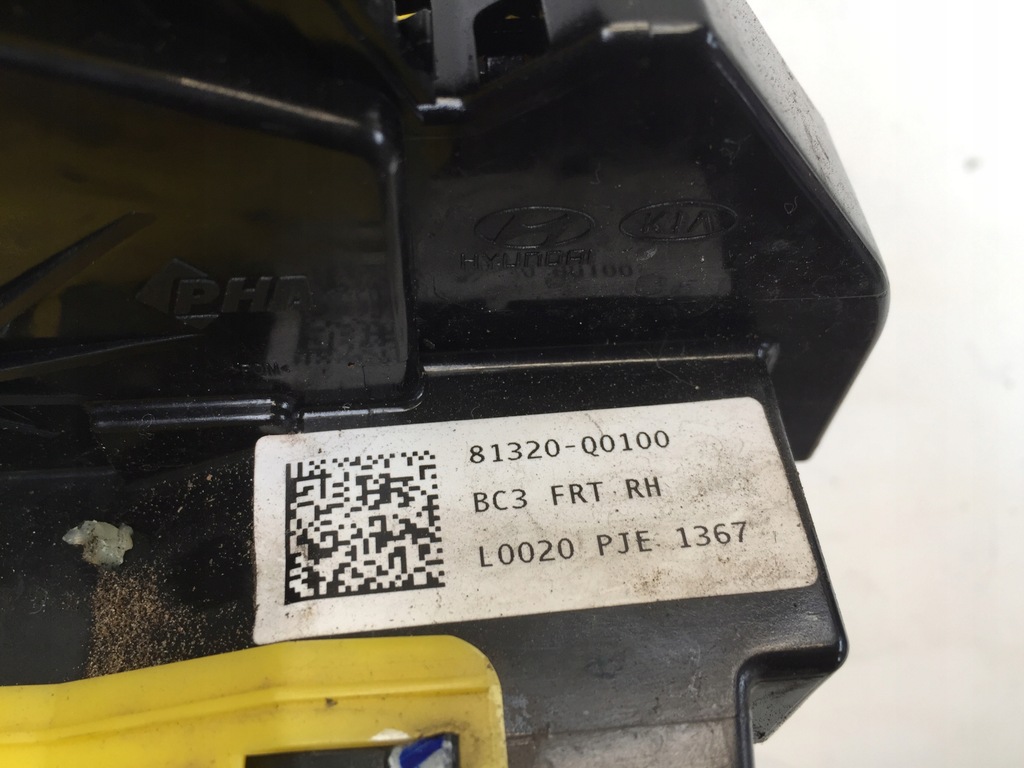 KIA
HYUNDAI
PHA
81320-Q0100
BC3 FRT RH
L0020 PJE 1367